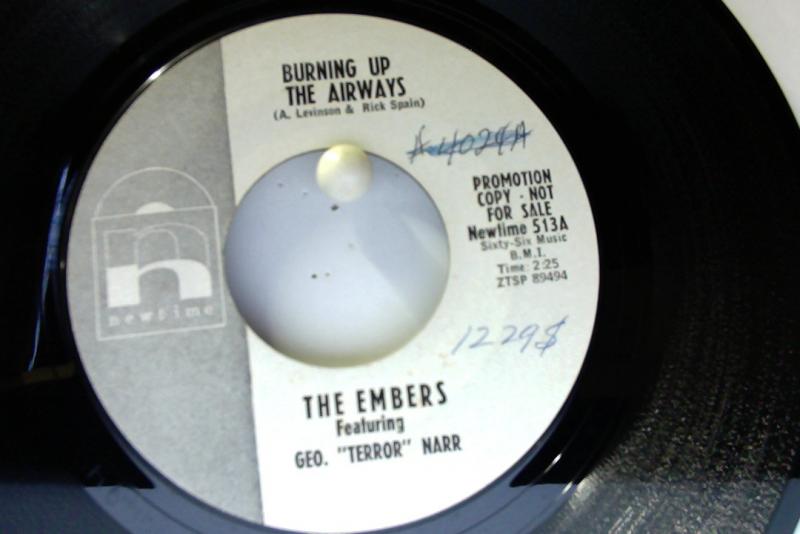 BURNING UP
THE AIRWAYS
(A. Levinson & Rick Spain)
A-4029A
PROMOTION
COPY - NOT
FOR SALE
Newtime 513A
Sixty-Six Music
B.M.I.
Time: 2:25
ZTSP 89494
n
newtime
1229$
THE EMBERS
Featuring
GEO. "TERROR" NARR